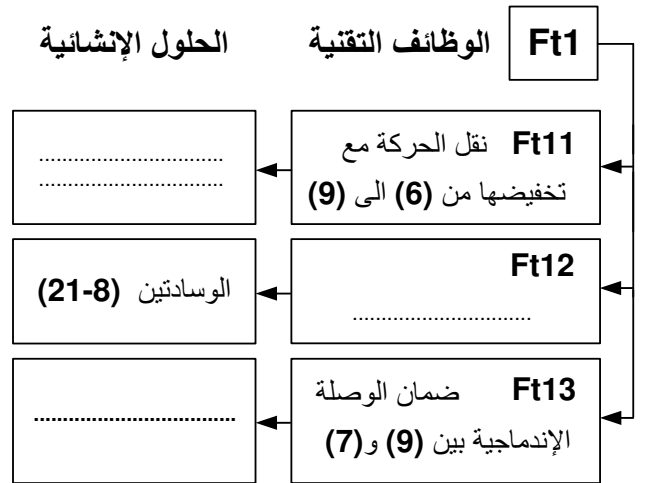 Ft1 الوظائف التقنية الحلول الإنشائية
Ft11 نقل الحركة مع
تخفيضها من (6) الى (9)
................................
................................
Ft12
...............................
الوسادتين (8-21)
Ft13 ضمان الوصلة
الإندماجية بين (9) و(7)
...................................